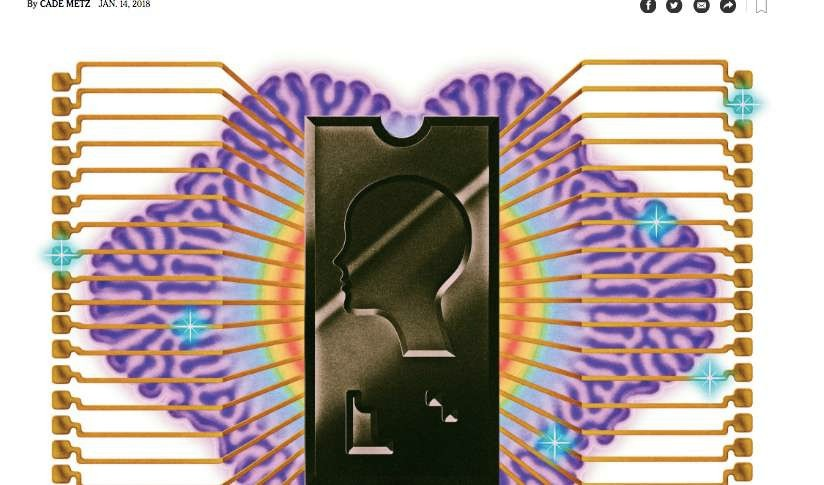 By CADE METZ JAN. 14, 2018